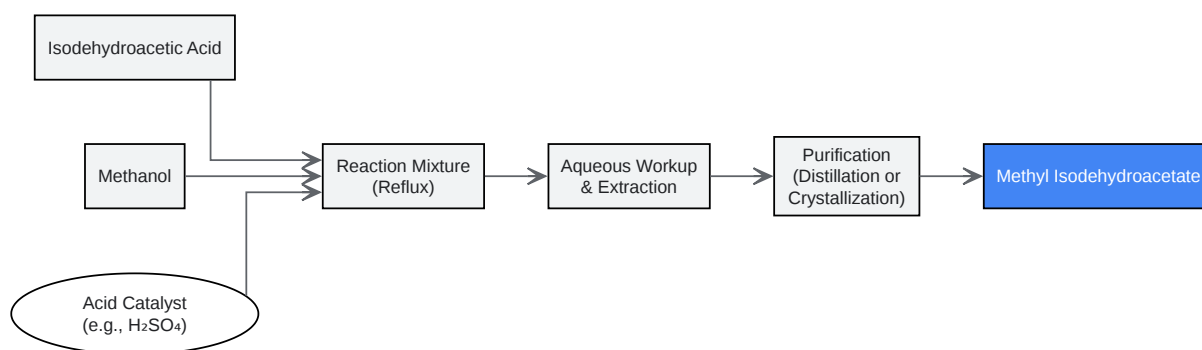 Isodehydroacetic Acid
Methanol
Acid Catalyst
(e.g., H₂SO₄)
Reaction Mixture
(Reflux)
Aqueous Workup
& Extraction
Purification
(Distillation or
Crystallization)
Methyl Isodehydroacetate